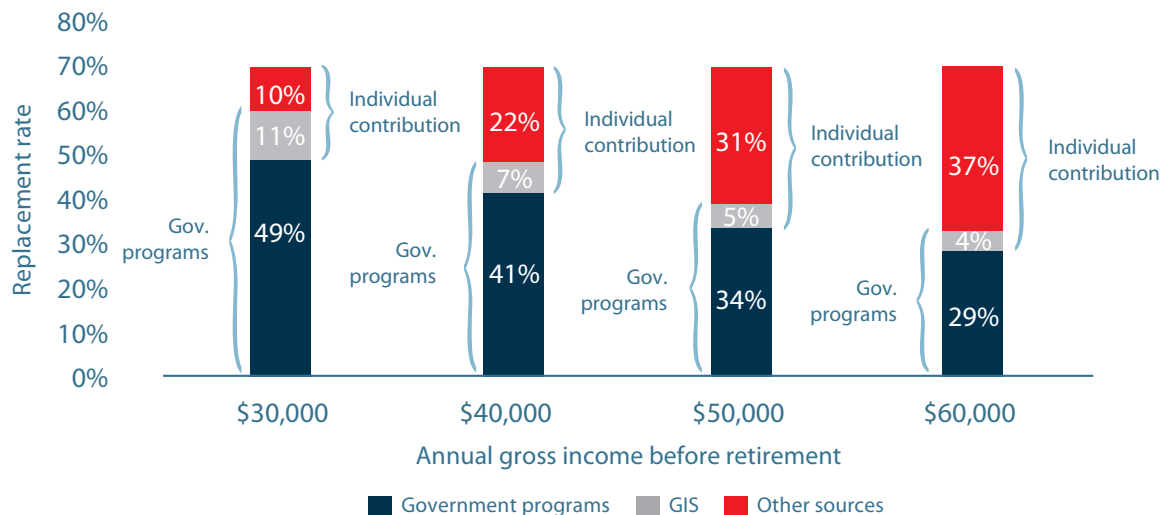 80%
70%
60%
50%
40%
30%
20%
10%
0%
Replacement rate
10%
11%
49%
Gov.
programs
Individual
contribution
22%
7%
41%
Gov.
programs
Individual
contribution
31%
5%
34%
Gov.
programs
Individual
contribution
37%
4%
29%
Gov.
programs
Individual
contribution
$30,000
$40,000
$50,000
$60,000
Annual gross income before retirement
Government programs
GIS
Other sources